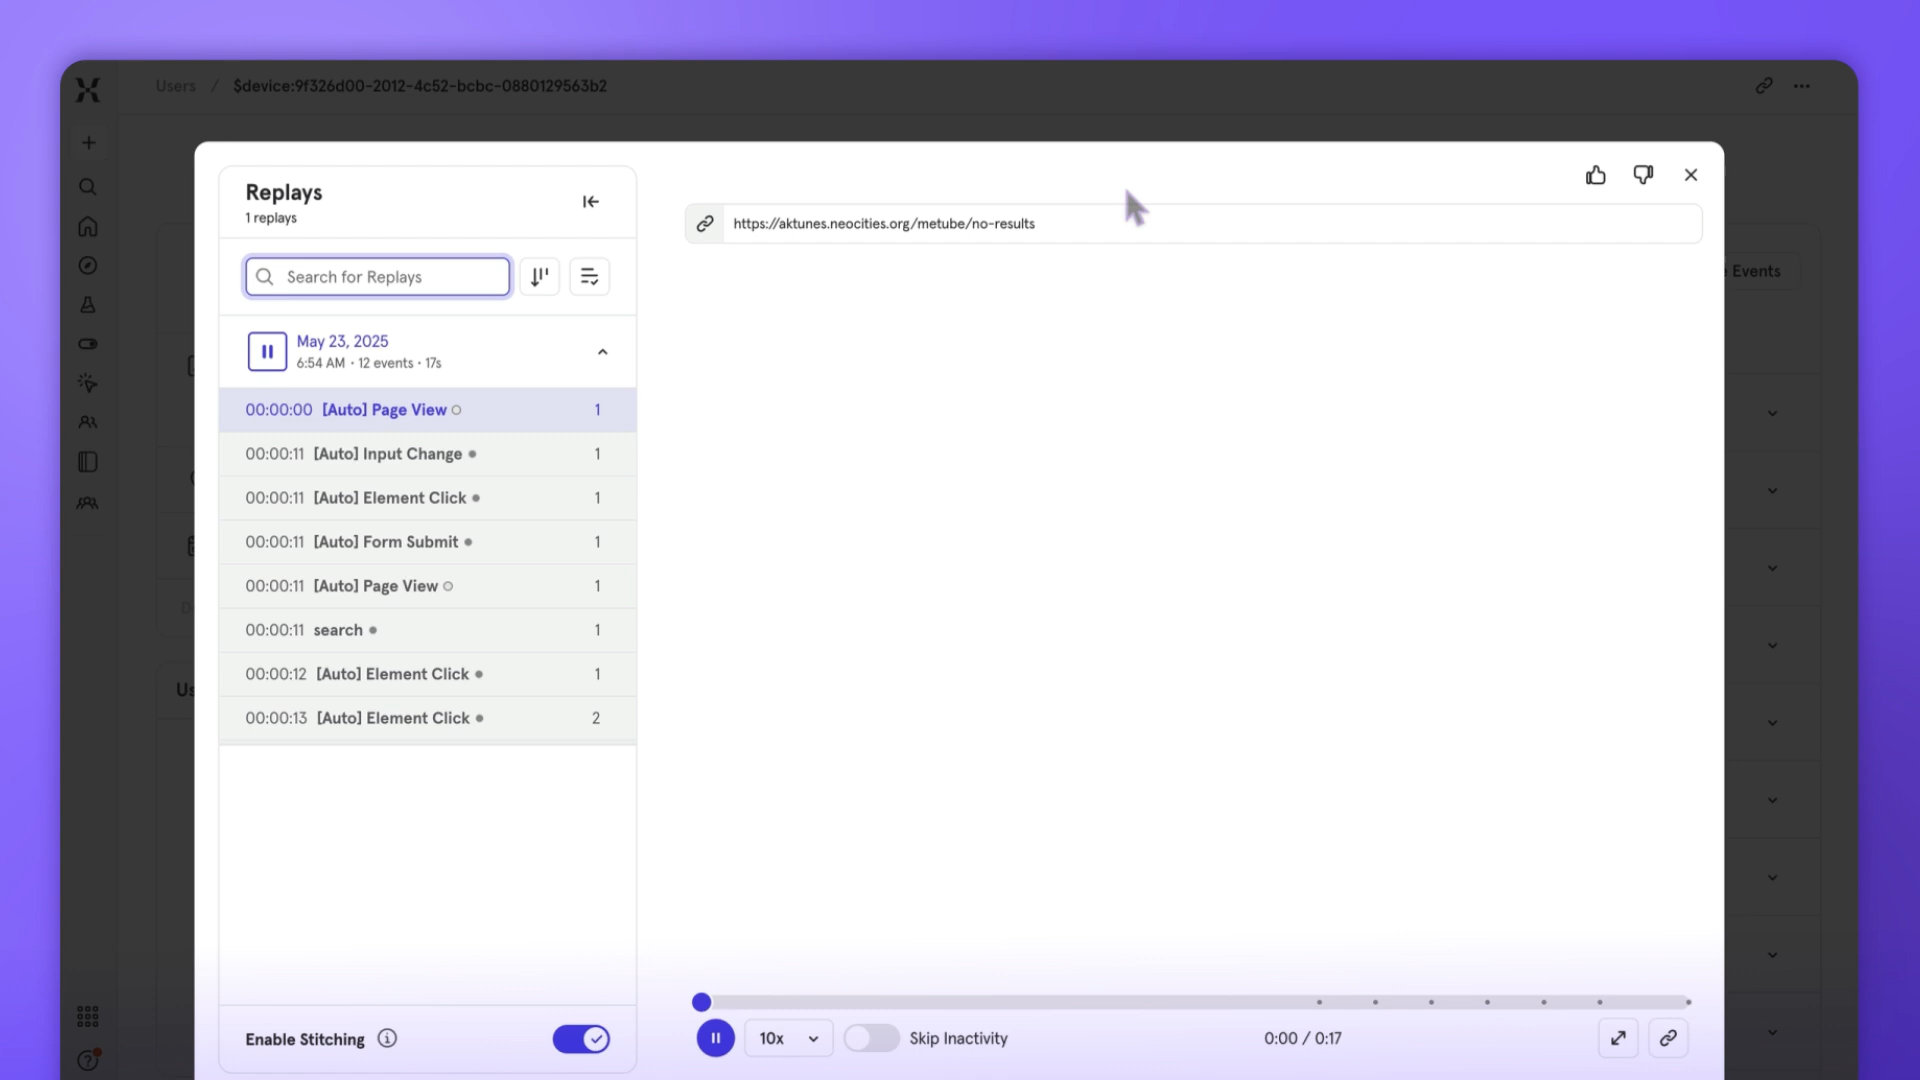 Users / $device:9f326d00-2012-4c52-bcbc-0880129563b2
Replays
1 replays
https://aktunes.neocities.org/metube/no-results
Search for Replays
Events
May 23, 2025
6:54 AM · 12 events · 17s
00:00:00 [Auto] Page View 1
00:00:11 [Auto] Input Change 1
00:00:11 [Auto] Element Click 1
00:00:11 [Auto] Form Submit 1
00:00:11 [Auto] Page View 1
00:00:11 search 1
00:00:12 [Auto] Element Click 1
00:00:13 [Auto] Element Click 2
Enable Stitching
10x
Skip Inactivity
0:00 / 0:17